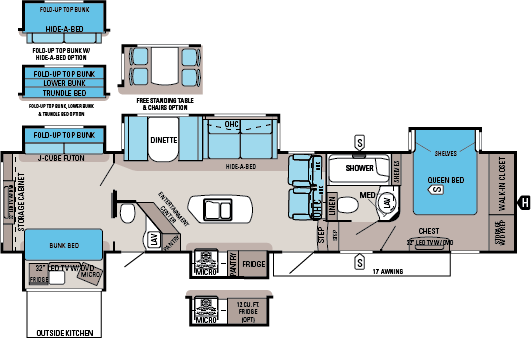 FOLD-UP TOP BUNK
HIDE-A-BED
FOLD-UP TOP BUNK W/
HIDE-A-BED OPTION
FOLD-UP TOP BUNK
LOWER BUNK
TRUNDLE BED
FOLD-UP TOP BUNK, LOWER BUNK
& TRUNDLE BED OPTION
FREE STANDING TABLE
& CHAIRS OPTION
FOLD-UP TOP BUNK
J-CUBE FUTON
DINETTE
OHC
HIDE-A-BED
STORAGE CABINET
ENTERTAINMENT
CENTER
PANTRY
LAV
BUNK BED
32" LED TV W/DVD
FRIDGE
MICRO
OUTSIDE KITCHEN
MICRO
PANTRY
FRIDGE
MICRO
12 CU. FT.
FRIDGE
(OPT)
OHC
STEP
STEP
S
SHOWER
SHELVES
LINEN
MED
LAV
SHELVES
QUEEN BED
S
CHEST
32" LED TV W/DVD
WALK-IN CLOSET
STORAGE
W/D PREP
H
S
17 AWNING